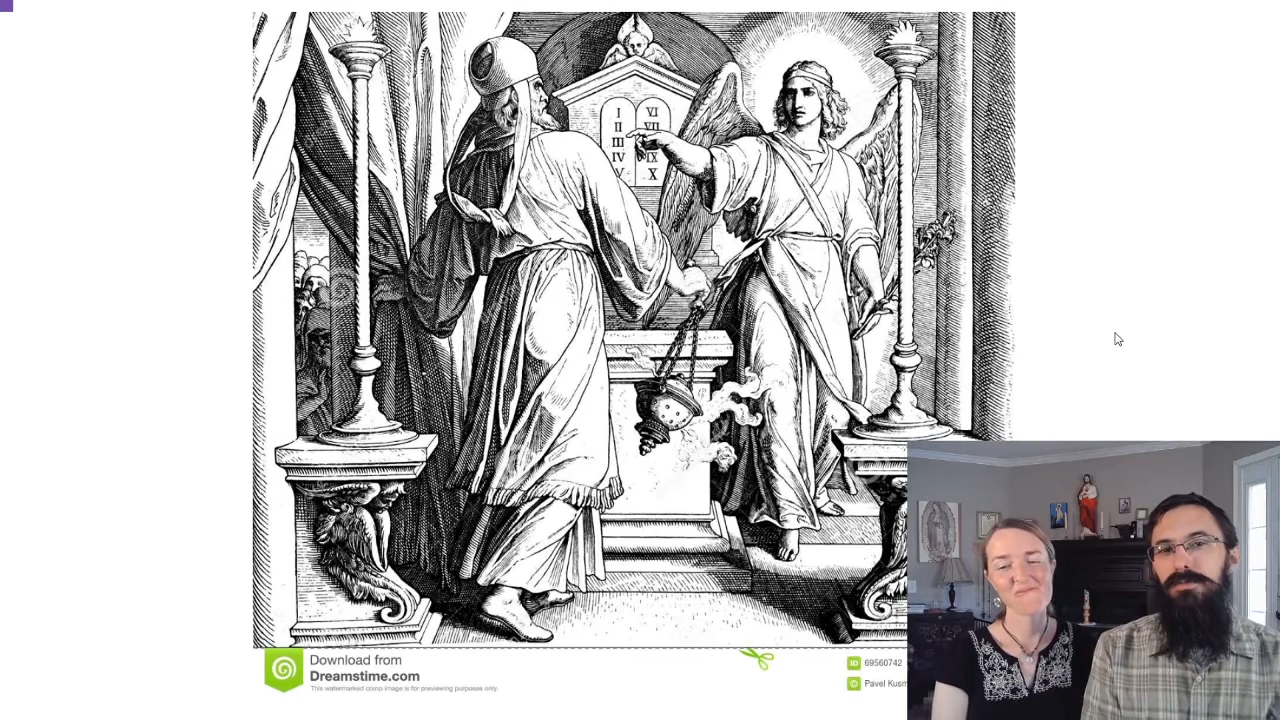 I VI
II VII
III
IV IX
V X
Download from
Dreamstime.com
This watermarked comp image is for previewing purposes only.
ID 69560742
© Pavel Kusm